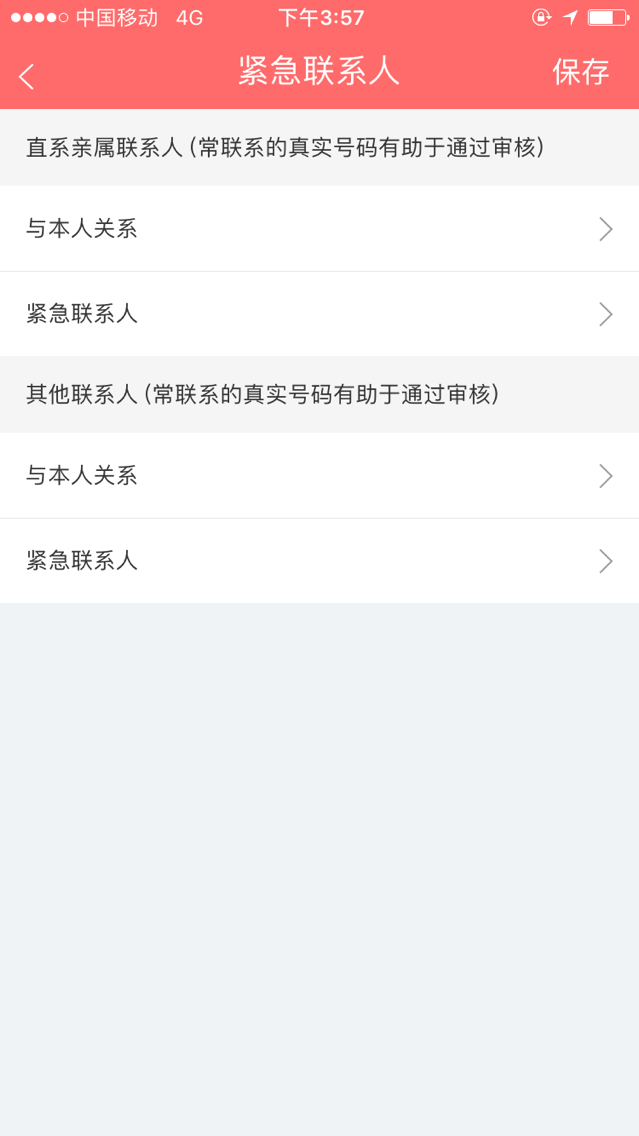 中国移动 4G 下午3:57
紧急联系人 保存
直系亲属联系人(常联系的真实号码有助于通过审核)
与本人关系
紧急联系人
其他联系人(常联系的真实号码有助于通过审核)
与本人关系
紧急联系人